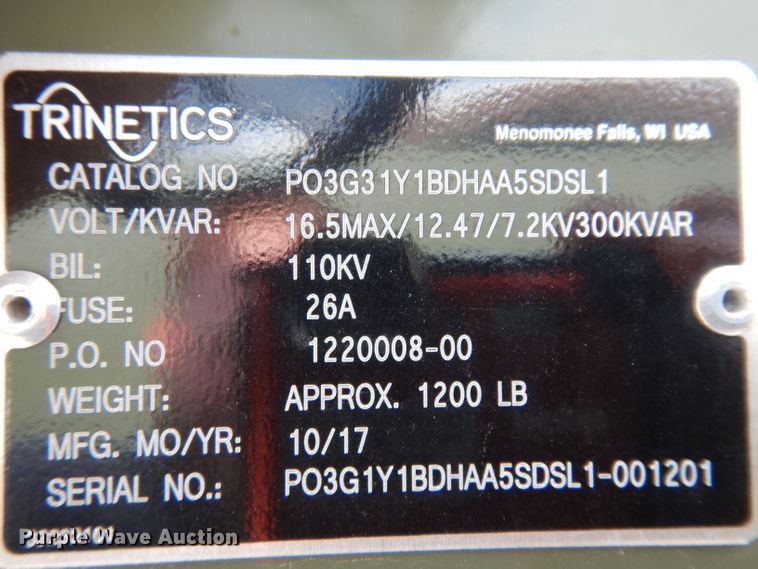 TRINETICS
Menomonee Falls, WI USA
CATALOG NO PO3G31Y1BDHAA5SDSL1
VOLT/KVAR: 16.5MAX/12.47/7.2KV300KVAR
BIL: 110KV
FUSE: 26A
P.O. NO 1220008-00
WEIGHT: APPROX. 1200 LB
MFG. MO/YR: 10/17
SERIAL NO.: PO3G1Y1BDHAA5SDSL1-001201
Purple Wave Auction